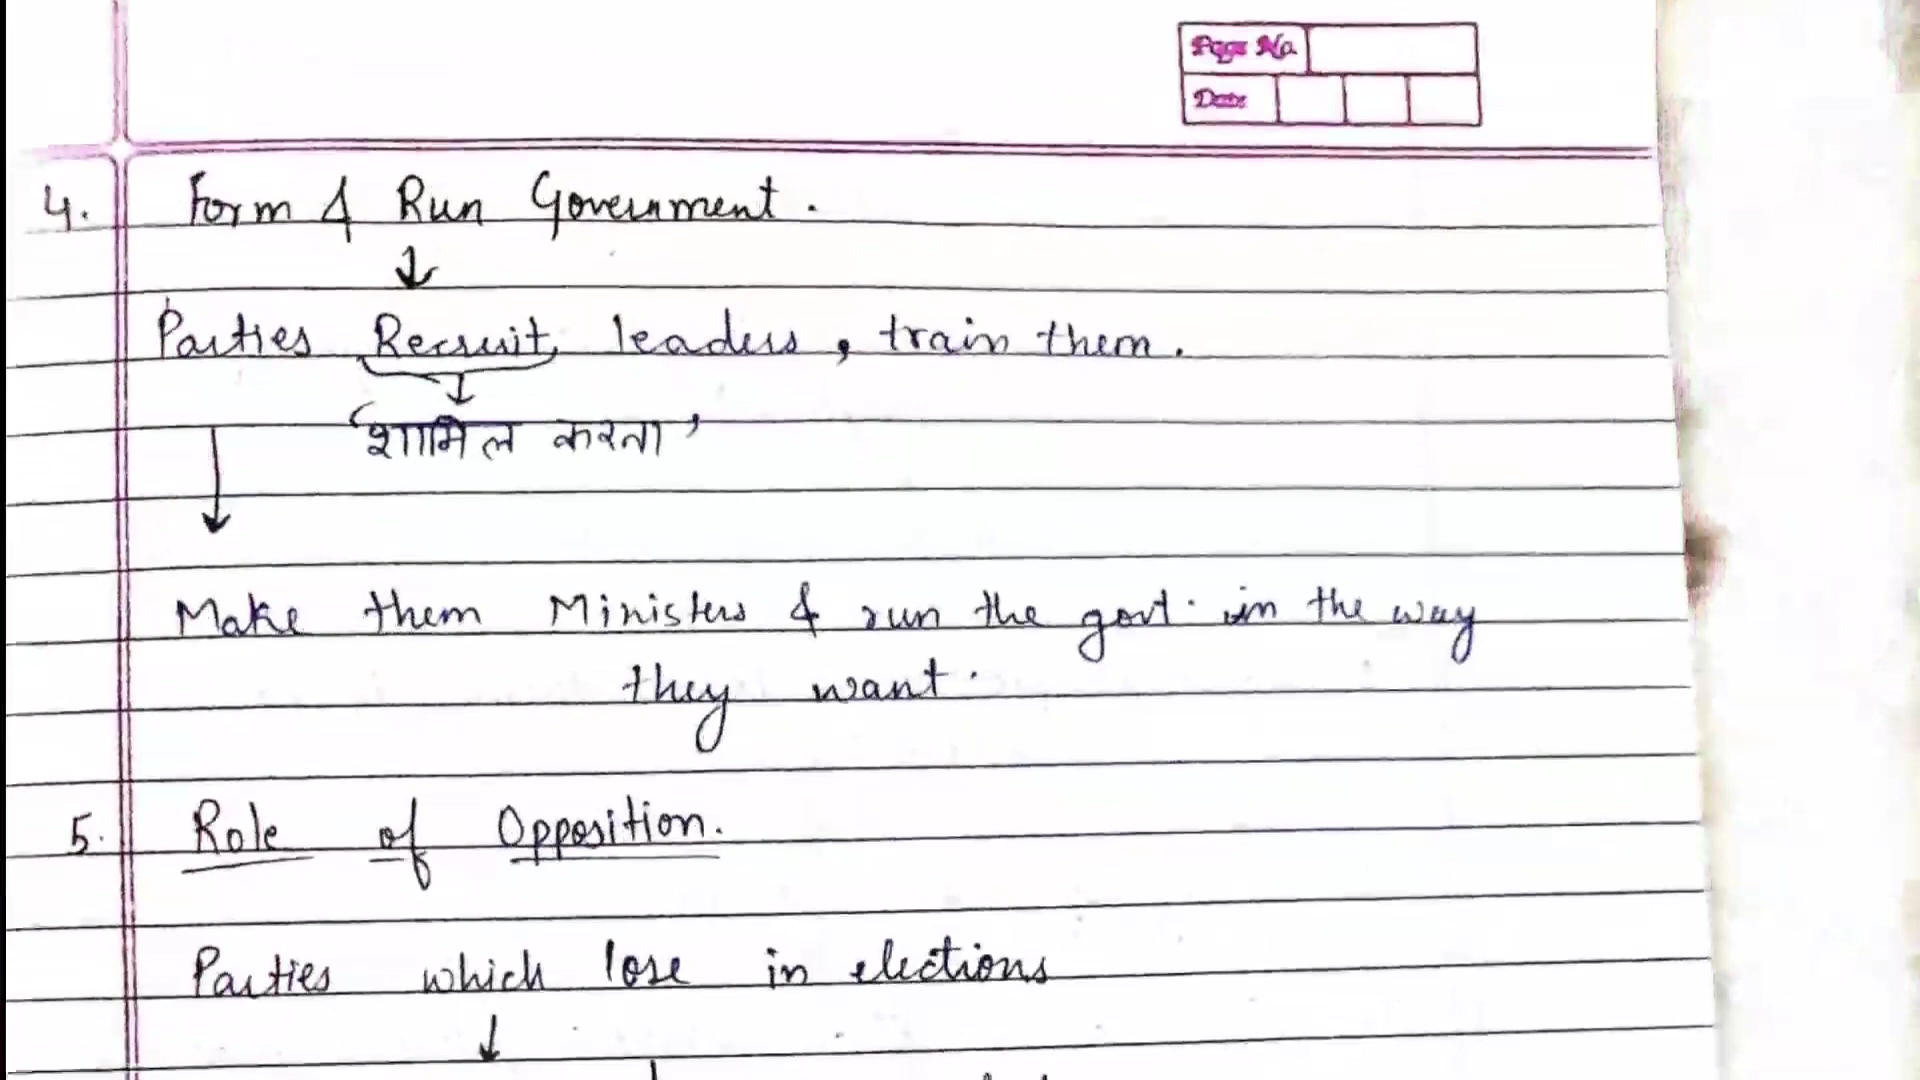 Page No.
Date
4. Form & Run Government.
↓
Parties Recruit leaders, train them.
↓
'शामिल करना'
↓
Make them Ministers & run the govt. in the way
they want.
5. Role of Opposition.
Parties which lose in elections
↓